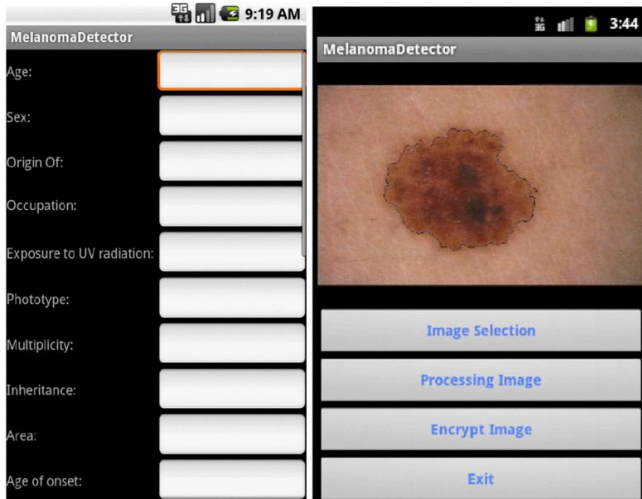 3G
9:19 AM
MelanomaDetector
Age:
Sex:
Origin Of:
Occupation:
Exposure to UV radiation:
Phototype:
Multiplicity:
Inheritance:
Area:
Age of onset:
3G
3:44
MelanomaDetector
Image Selection
Processing Image
Encrypt Image
Exit